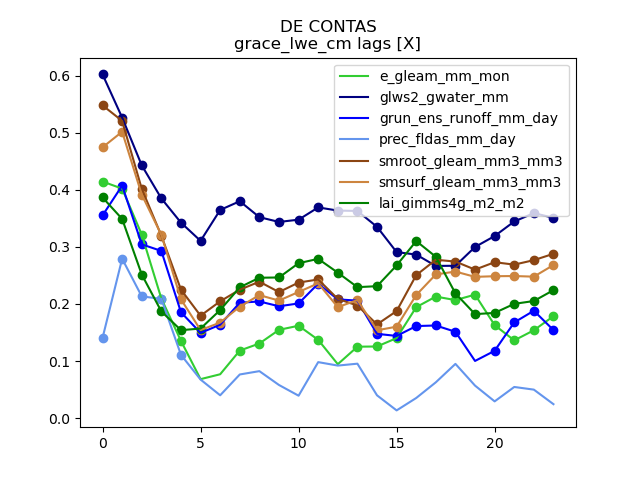 DE CONTAS
grace_lwe_cm lags [X]
e_gleam_mm_mon
glws2_gwater_mm
grun_ens_runoff_mm_day
prec_fldas_mm_day
smroot_gleam_mm3_mm3
smsurf_gleam_mm3_mm3
lai_gimms4g_m2_m2
0.6
0.5
0.4
0.3
0.2
0.1
0.0
0 5 10 15 20